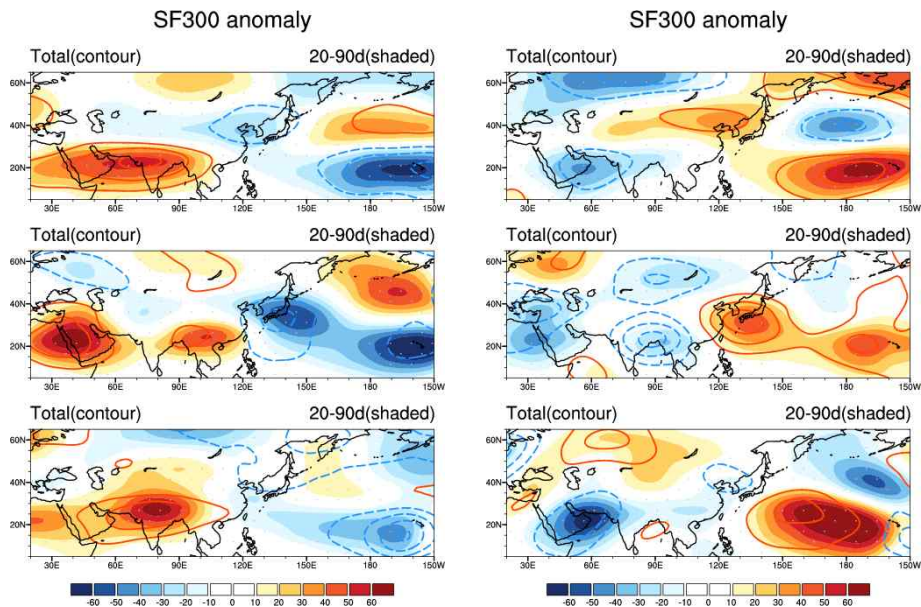 SF300 anomaly
Total(contour) 20-90d(shaded)
60N
40N
20N
30E 60E 90E 120E 150E 180 150W
Total(contour) 20-90d(shaded)
60N
40N
20N
30E 60E 90E 120E 150E 180 150W
Total(contour) 20-90d(shaded)
60N
40N
20N
30E 60E 90E 120E 150E 180 150W
-60 -50 -40 -30 -20 -10 0 10 20 30 40 50 60
SF300 anomaly
Total(contour) 20-90d(shaded)
60N
40N
20N
30E 60E 90E 120E 150E 180 150W
Total(contour) 20-90d(shaded)
60N
40N
20N
30E 60E 90E 120E 150E 180 150W
Total(contour) 20-90d(shaded)
60N
40N
20N
30E 60E 90E 120E 150E 180 150W
-60 -50 -40 -30 -20 -10 0 10 20 30 40 50 60